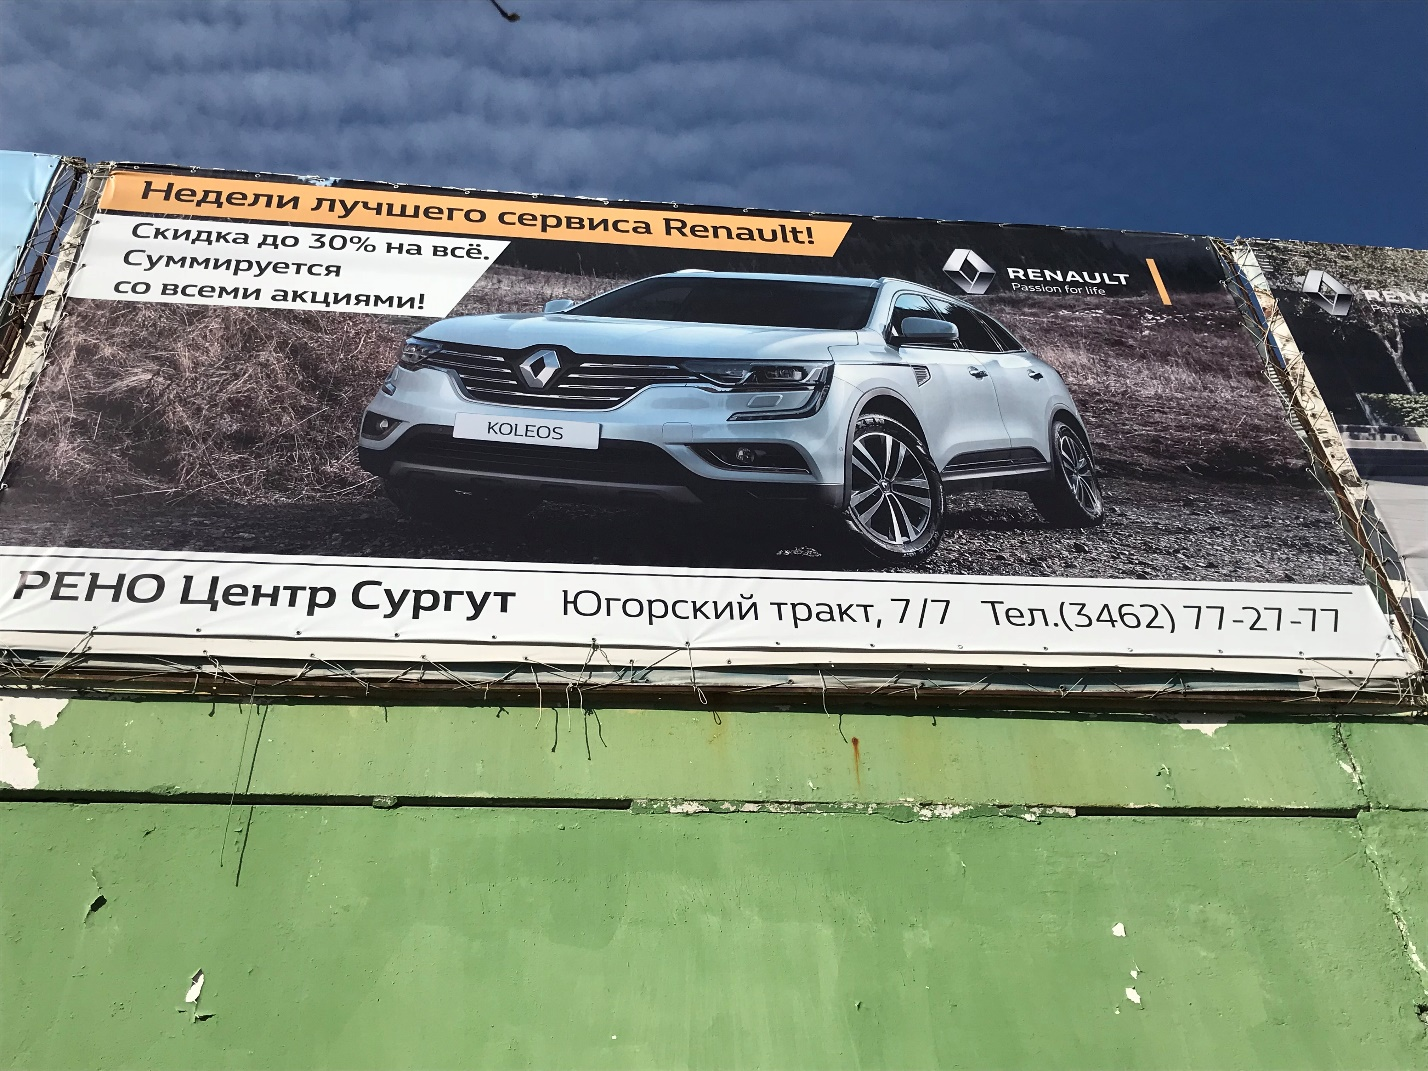 Недели лучшего сервиса Renault!
Скидка до 30% на всё.
Суммируется
со всеми акциями!
RENAULT
Passion for life
KOLEOS
РЕНО Центр Сургут Югорский тракт, 7/7 Тел.(3462) 77-27-77